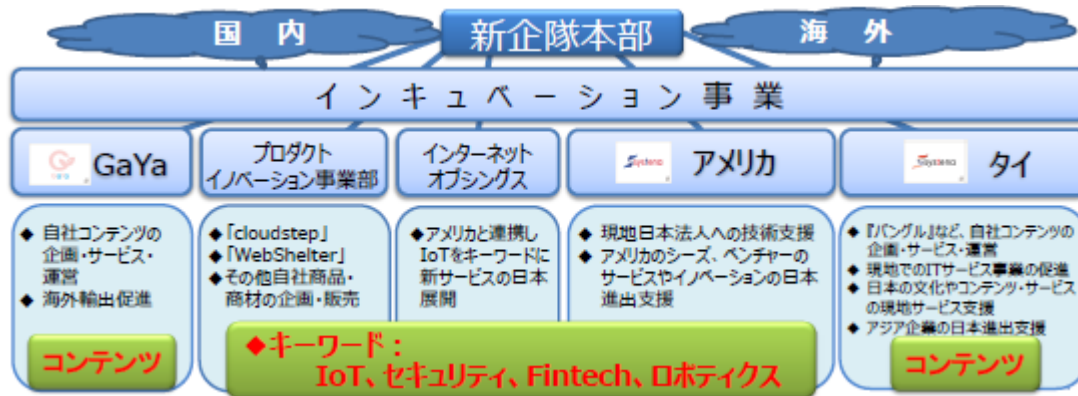 国 内
新企隊本部
海 外
インキュベーション事業
GaYa
プロダクト
イノベーション事業部
インターネット
オブシングス
Systena
アメリカ
Systena
タイ
◆ 自社コンテンツの
企画・サービス・
運営
◆ 海外輸出促進
コンテンツ
◆「cloudstep」
◆「WebShelter」
◆その他自社商品・
商材の企画・販売
◆アメリカと連携し
IoTをキーワードに
新サービスの日本
展開
◆ 現地日本法人への技術支援
◆ アメリカのシーズ、ベンチャーの
サービスやイノベーションの日本
進出支援
◆キーワード：
IoT、セキュリティ、Fintech、ロボティクス
◆ 『バングル』など、自社コンテンツの
企画・サービス・運営
◆ 現地でのITサービス事業の促進
◆ 日本の文化やコンテンツ・サービス
の現地サービス支援
◆ アジア企業の日本進出支援
コンテンツ